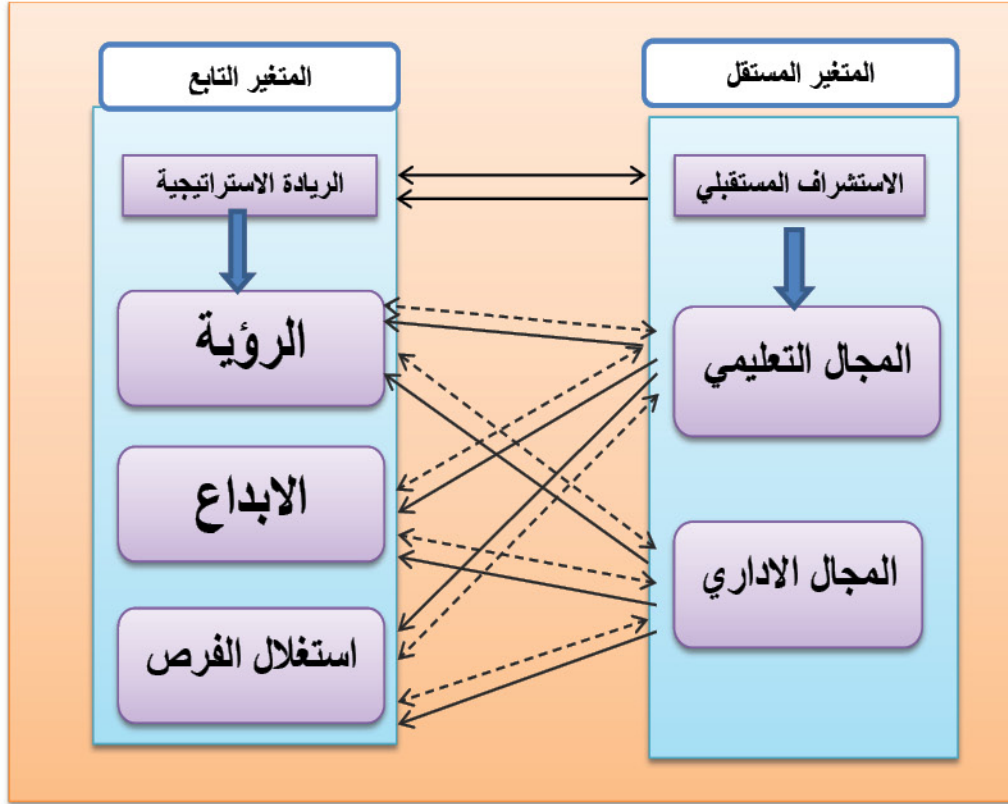 المتغير المستقل
المتغير التابع
الاستشراف المستقبلي
الريادة الاستراتيجية
المجال التعليمي
الرؤية
المجال الاداري
الابداع
استغلال الفرص